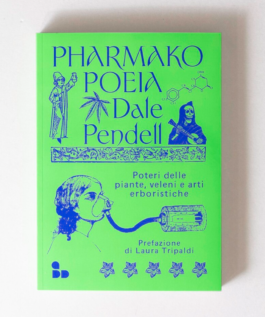 PHARMAKO
POEIA
Dale
Pendell
Poteri delle
piante, veleni e arti
erboristiche
Prefazione
di Laura Tripaldi